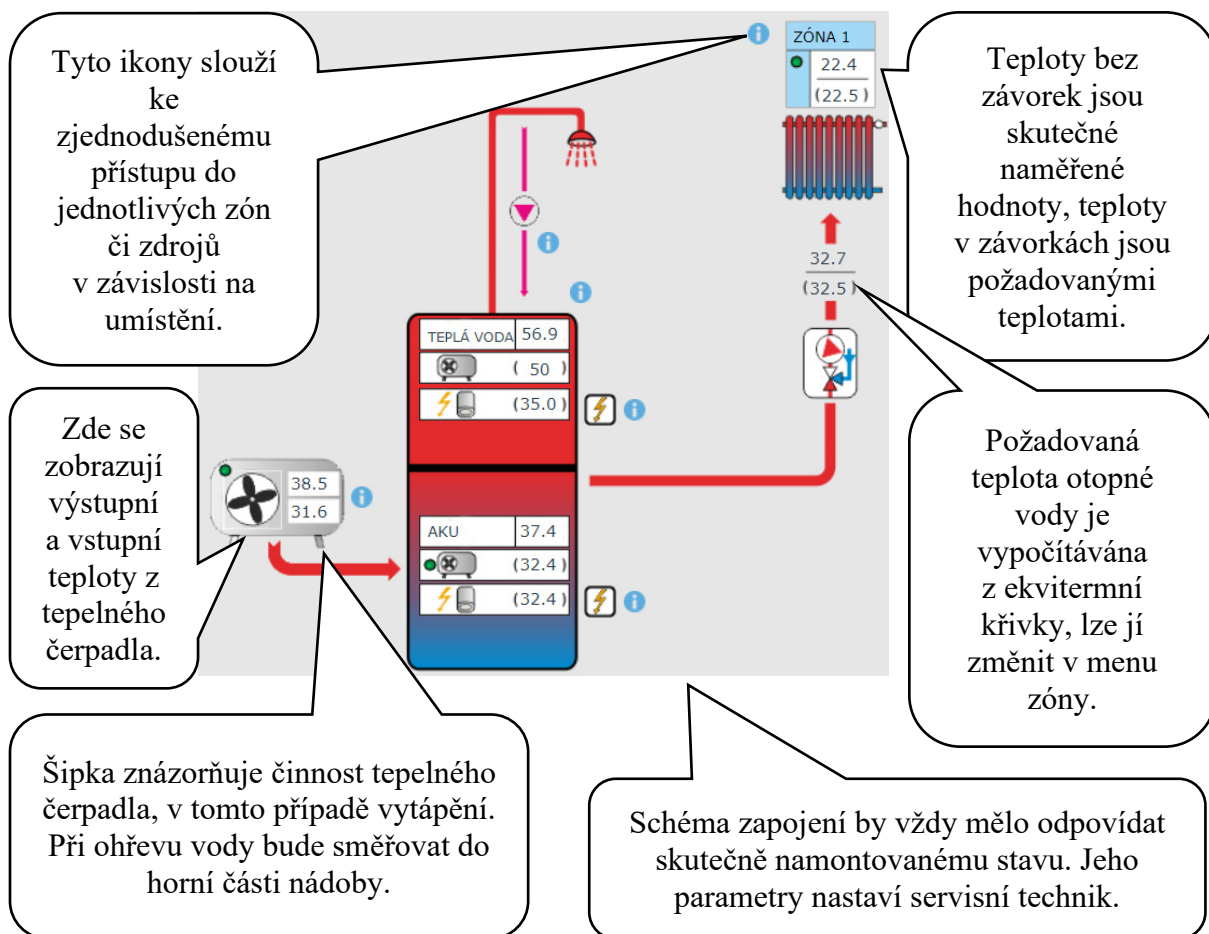 Tyto ikony slouží
ke
zjednodušenému
přístupu do
jednotlivých zón
či zdrojů
v závislosti na
umístění.
ZÓNA 1
22.4
(22.5)
Teploty bez
závorek jsou
skutečné
naměřené
hodnoty, teploty
v závorkách jsou
požadovanými
teplotami.
32.7
(32.5)
TEPLÁ VODA 56.9
( 50 )
(35.0)
Zde se
zobrazují
výstupní
a vstupní
teploty z
tepelného
čerpadla.
38.5
31.6
AKU 37.4
(32.4)
(32.4)
Požadovaná
teplota otopné
vody je
vypočítávána
z ekvitermní
křivky, lze jí
změnit v menu
zóny.
Šipka znázorňuje činnost tepelného
čerpadla, v tomto případě vytápění.
Při ohřevu vody bude směřovat do
horní části nádoby.
Schéma zapojení by vždy mělo odpovídat
skutečně namontovanému stavu. Jeho
parametry nastaví servisní technik.